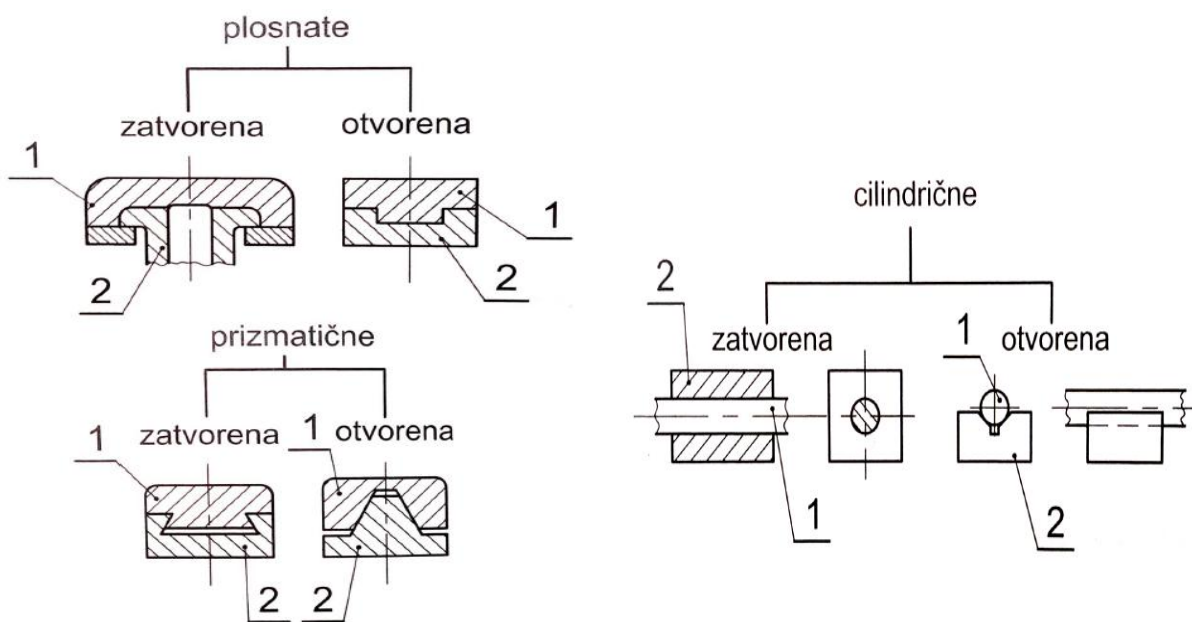 plosnate
zatvorena otvorena
1
1
2 2
prizmatične
1 zatvorena 1 otvorena
2 2
cilindrične
2 zatvorena 1 otvorena
1 2